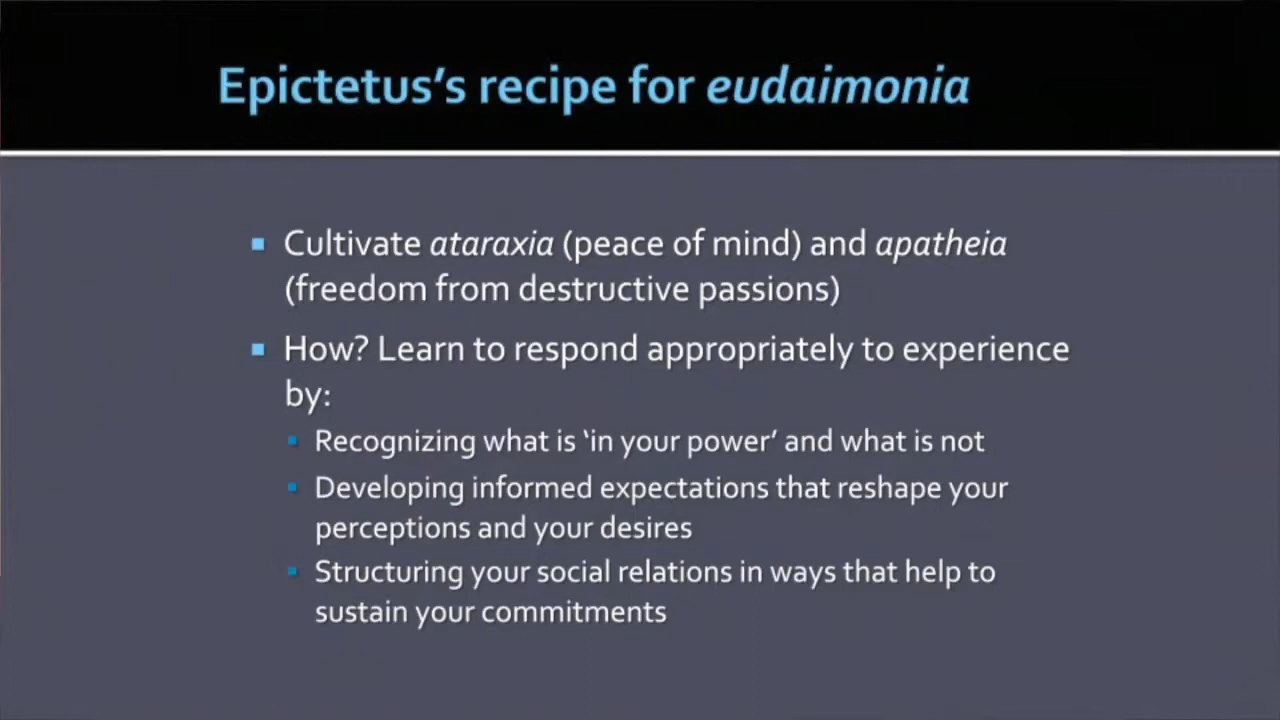 Epictetus’s recipe for eudaimonia
Cultivate ataraxia (peace of mind) and apatheia
(freedom from destructive passions)
How? Learn to respond appropriately to experience
by:
Recognizing what is ‘in your power’ and what is not
Developing informed expectations that reshape your
perceptions and your desires
Structuring your social relations in ways that help to
sustain your commitments